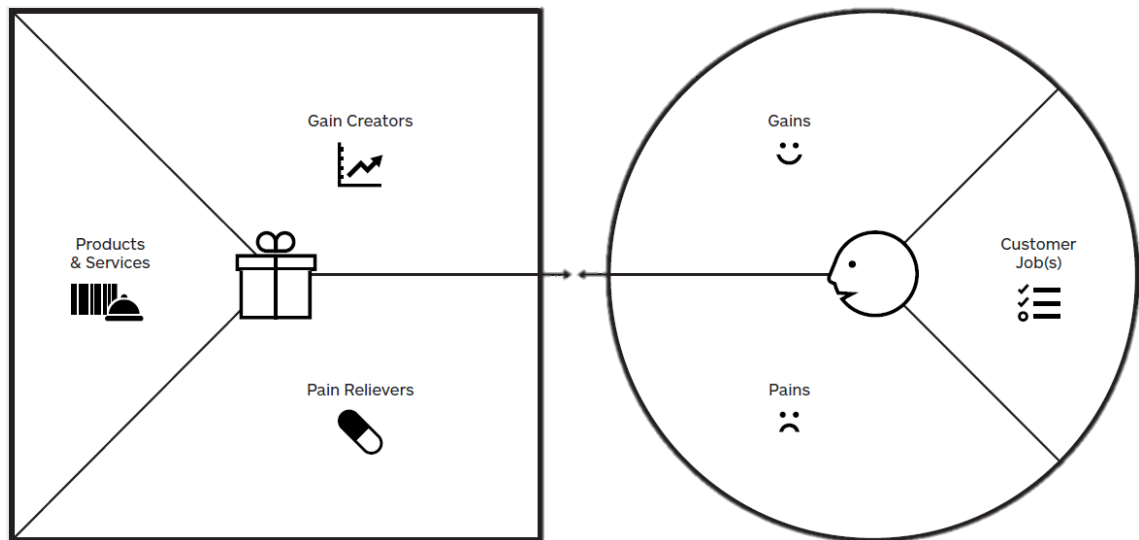 Gain Creators
Gains
Products
& Services
Customer
Job(s)
Pain Relievers
Pains